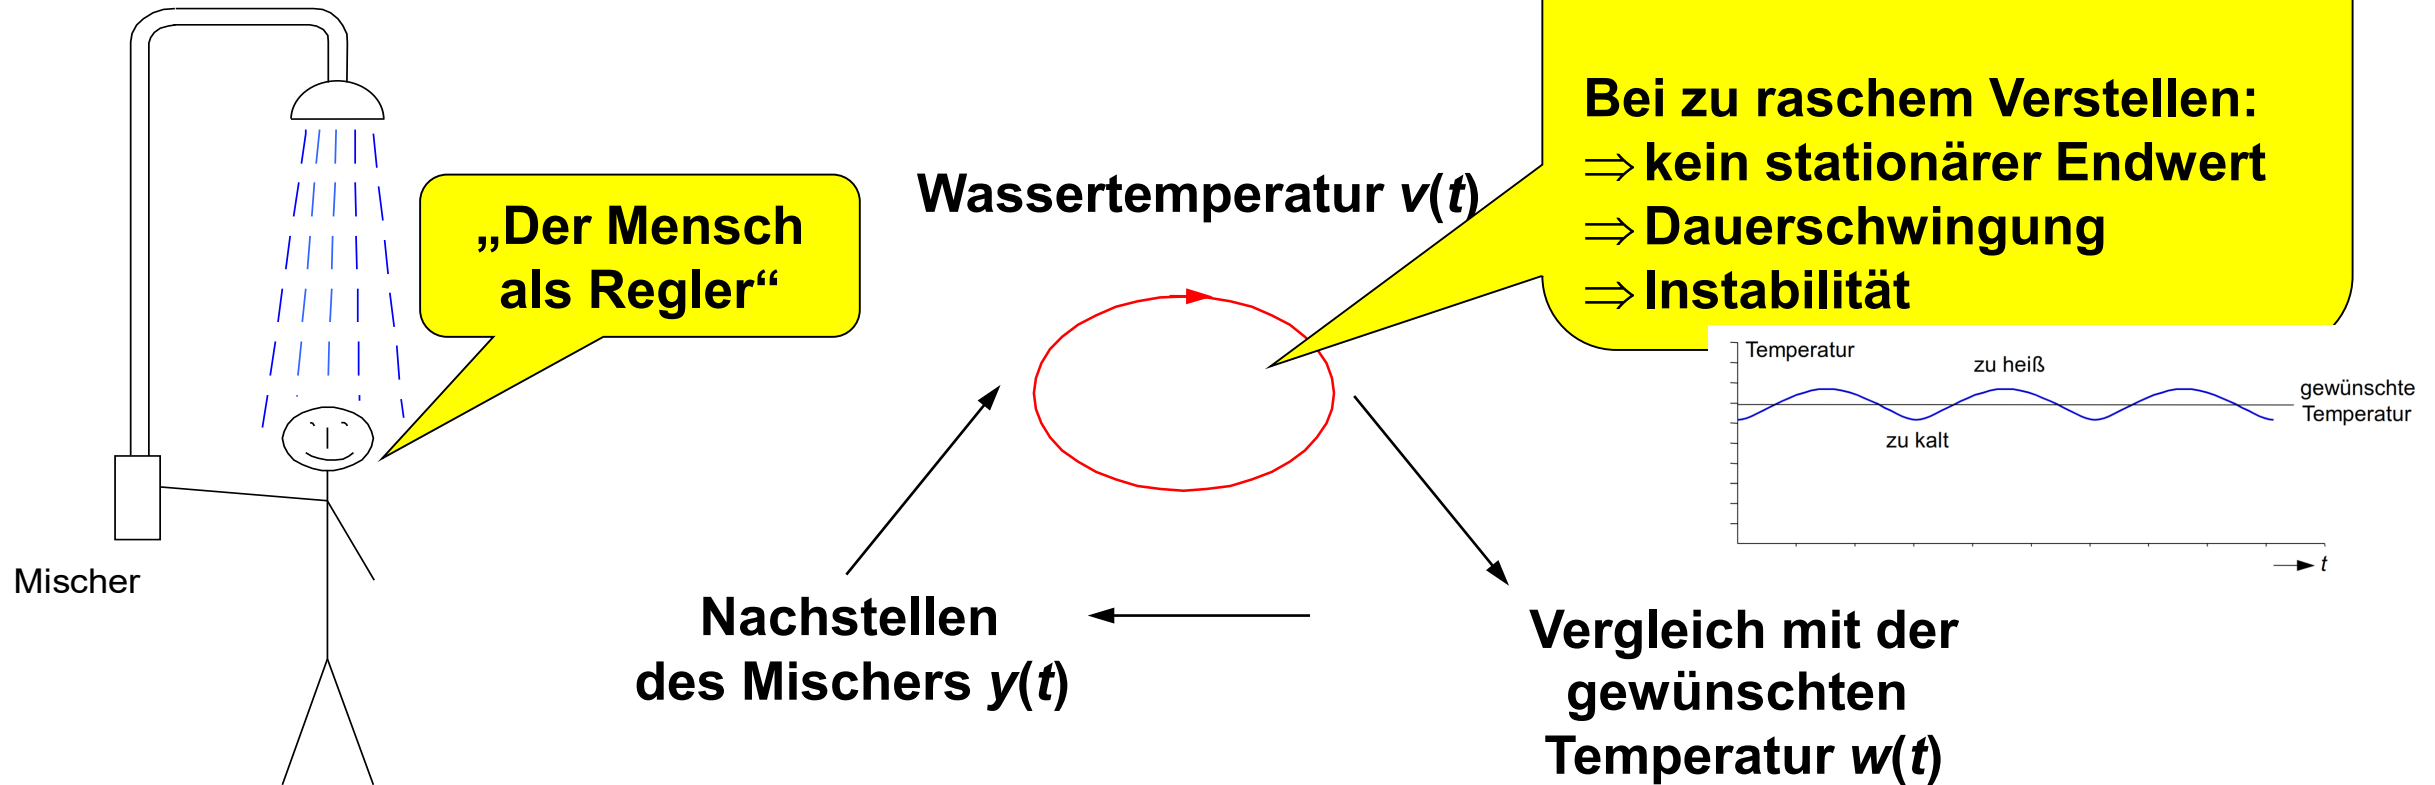 Bei zu raschem Verstellen:
⇒ kein stationärer Endwert
⇒ Dauerschwingung
⇒ Instabilität
Wassertemperatur v(t)
„Der Mensch
als Regler“
Temperatur
zu heiß
gewünschte
Temperatur
zu kalt
t
Mischer
Nachstellen
des Mischers y(t)
Vergleich mit der
gewünschten
Temperatur w(t)